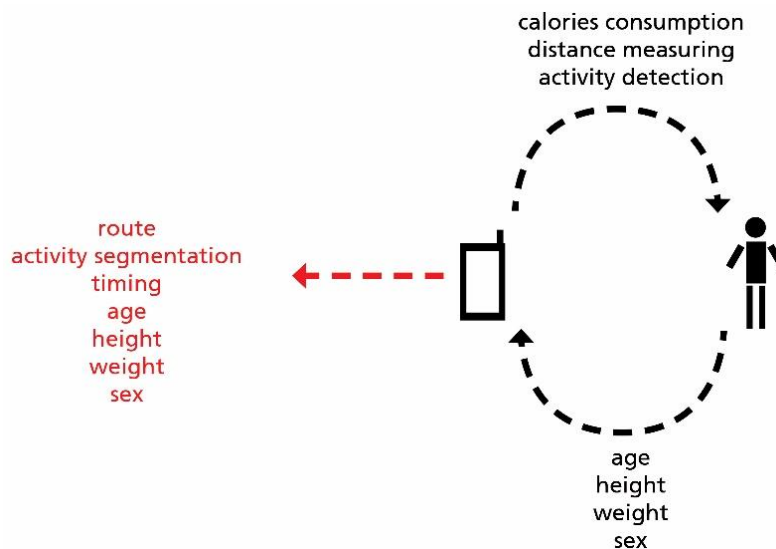 calories consumption
distance measuring
activity detection
route
activity segmentation
timing
age
height
weight
sex
age
height
weight
sex